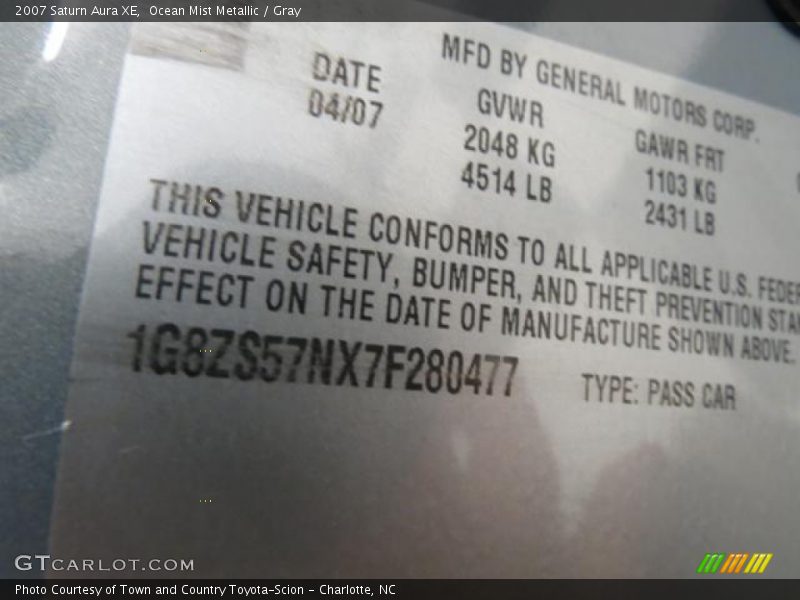 2007 Saturn Aura XE, Ocean Mist Metallic / Gray
MFD BY GENERAL MOTORS CORP.
DATE GVWR GAWR FRT
04/07 2048 KG 1103 KG
4514 LB 2431 LB
THIS VEHICLE CONFORMS TO ALL APPLICABLE U.S. FEDER
VEHICLE SAFETY, BUMPER, AND THEFT PREVENTION STAN
EFFECT ON THE DATE OF MANUFACTURE SHOWN ABOVE.
1G8ZS57NX7F280477 TYPE: PASS CAR
GTCARLOT.COM
Photo Courtesy of Town and Country Toyota-Scion - Charlotte, NC